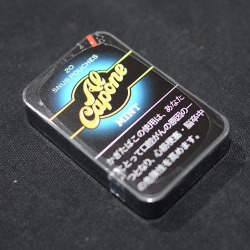 20
SNUS POUCHES
Al
Capone
MINT
かぎたばこの使用は、あなた
にとって口腔がんの原因の一
つとなり、心筋梗塞・脳卒中
の危険性を高めます。